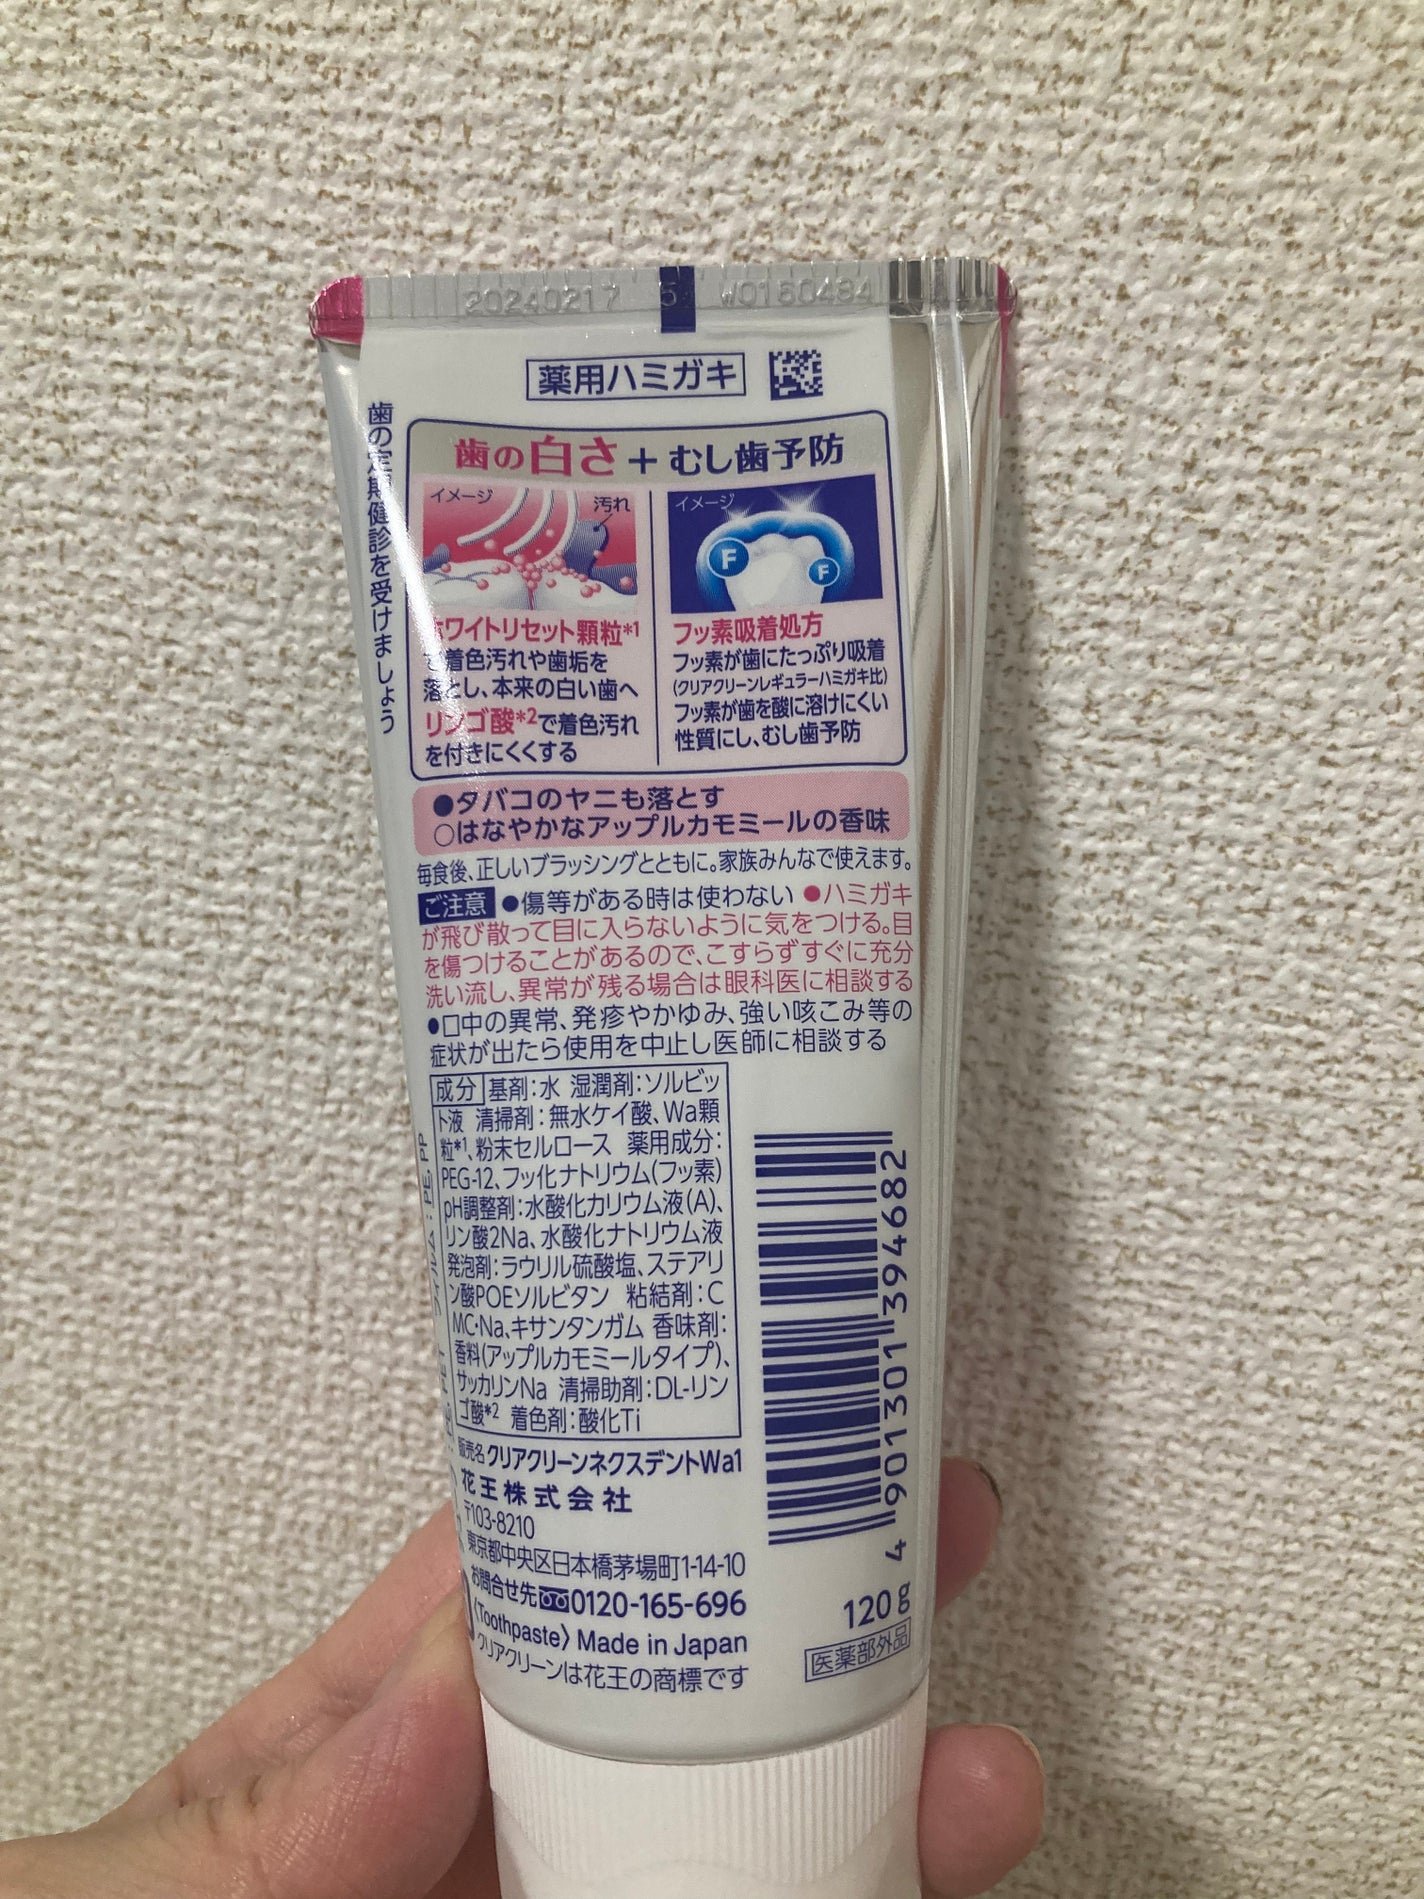 20240217 5 W0160484
薬用ハミガキ
歯の定期健診を受けましょう
歯の白さ+むし歯予防
イメージ
汚れ
ホワイトリセット顆粒*1
で着色汚れや歯垢を
落とし、本来の白い歯へ
リンゴ酸*2で着色汚れ
を付きにくくする
イメージ
F
F
フッ素吸着処方
フッ素が歯にたっぷり吸着
(クリアクリーンレギュラーハミガキ比)
フッ素が歯を酸に溶けにくい
性質にし、むし歯予防
●タバコのヤニも落とす
○はなやかなアップルカモミールの香味
毎食後、正しいブラッシングとともに。家族みんなで使えます。
ご注意 ●傷等がある時は使わない ●ハミガキ
が飛び散って目に入らないように気をつける。目
を傷つけることがあるので、こすらずすぐに充分
洗い流し、異常が残る場合は眼科医に相談する
●口中の異常、発疹やかゆみ、強い咳こみ等の
症状が出たら使用を中止し医師に相談する
成分 基剤:水 湿潤剤:ソルビッ
ト液 清掃剤:無水ケイ酸、Wa顆
粒*1、粉末セルロース 薬用成分:
PEG-12、フッ化ナトリウム(フッ素)
pH調整剤:水酸化カリウム液(A)、
リン酸2Na、水酸化ナトリウム液
発泡剤:ラウリル硫酸塩、ステアリ
ン酸POEソルビタン 粘結剤:C
MC・Na、キサンタンガム 香味剤:
香料(アップルカモミールタイプ)、
サッカリンNa 清掃助剤:DL-リン
ゴ酸*2 着色剤:酸化Ti
販売名クリアクリーンネクスデントWa1
花王株式会社
〒103-8210
東京都中央区日本橋茅場町1-14-10
お問合せ先 0120-165-696
〈Toothpaste〉Made in Japan
クリアクリーンは花王の商標です
4 901301 394682
120g
医薬部外品
フィルム:PE, PP